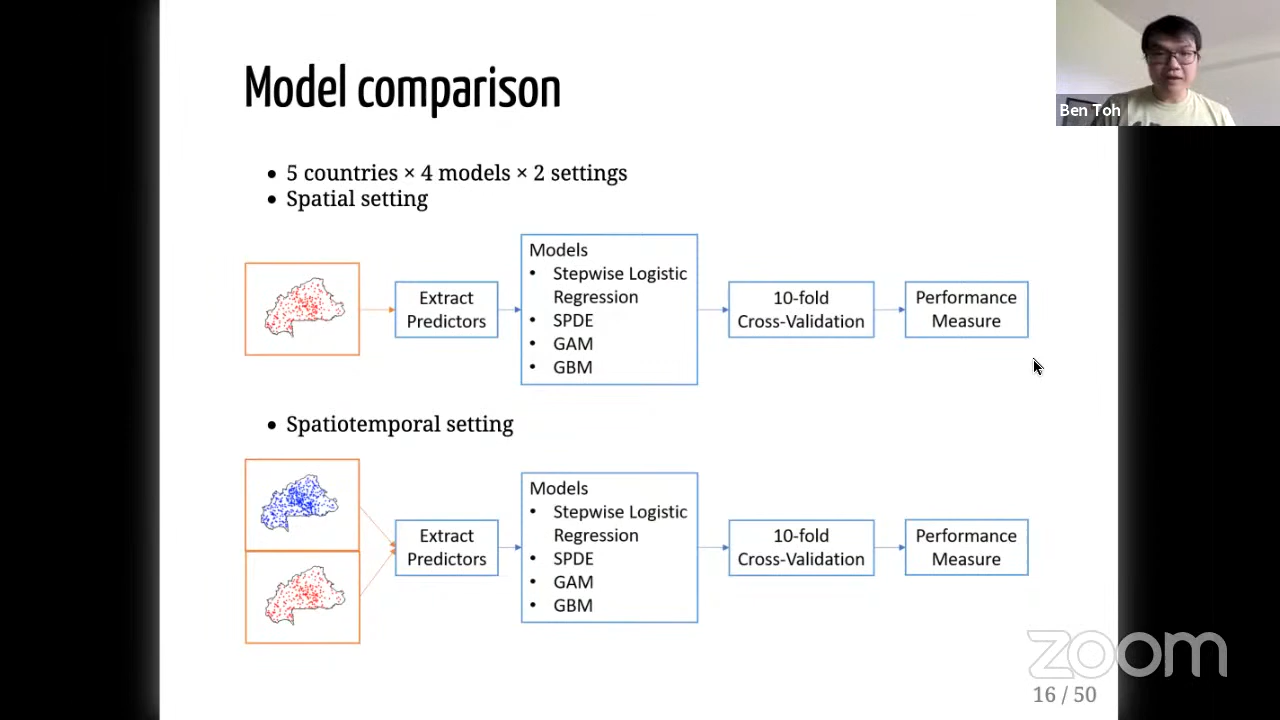 Model comparison
Ben Toh
• 5 countries × 4 models × 2 settings
• Spatial setting
Extract
Predictors
Models
• Stepwise Logistic
Regression
• SPDE
• GAM
• GBM
10-fold
Cross-Validation
Performance
Measure
• Spatiotemporal setting
Extract
Predictors
Models
• Stepwise Logistic
Regression
• SPDE
• GAM
• GBM
10-fold
Cross-Validation
Performance
Measure
zoom
16 / 50